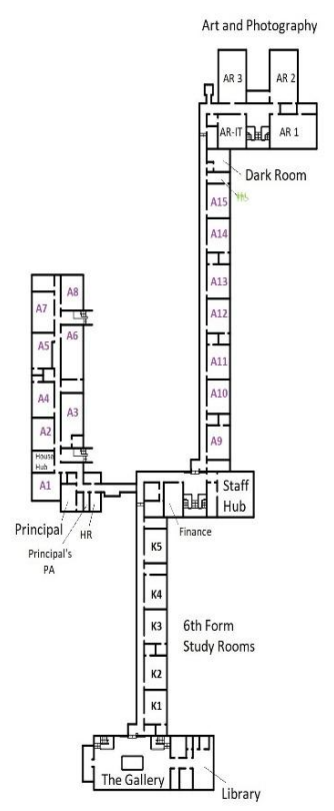 Art and Photography
AR 3
AR 2
AR-IT
AR 1
Dark Room
A15
A14
A13
A12
A11
A10
A9
A8
A7
A6
A5
A4
A3
A2
House
Hub
A1
Principal
Principal's
PA
HR
Staff
Hub
Finance
K5
K4
K3
K2
K1
6th Form
Study Rooms
The Gallery
Library